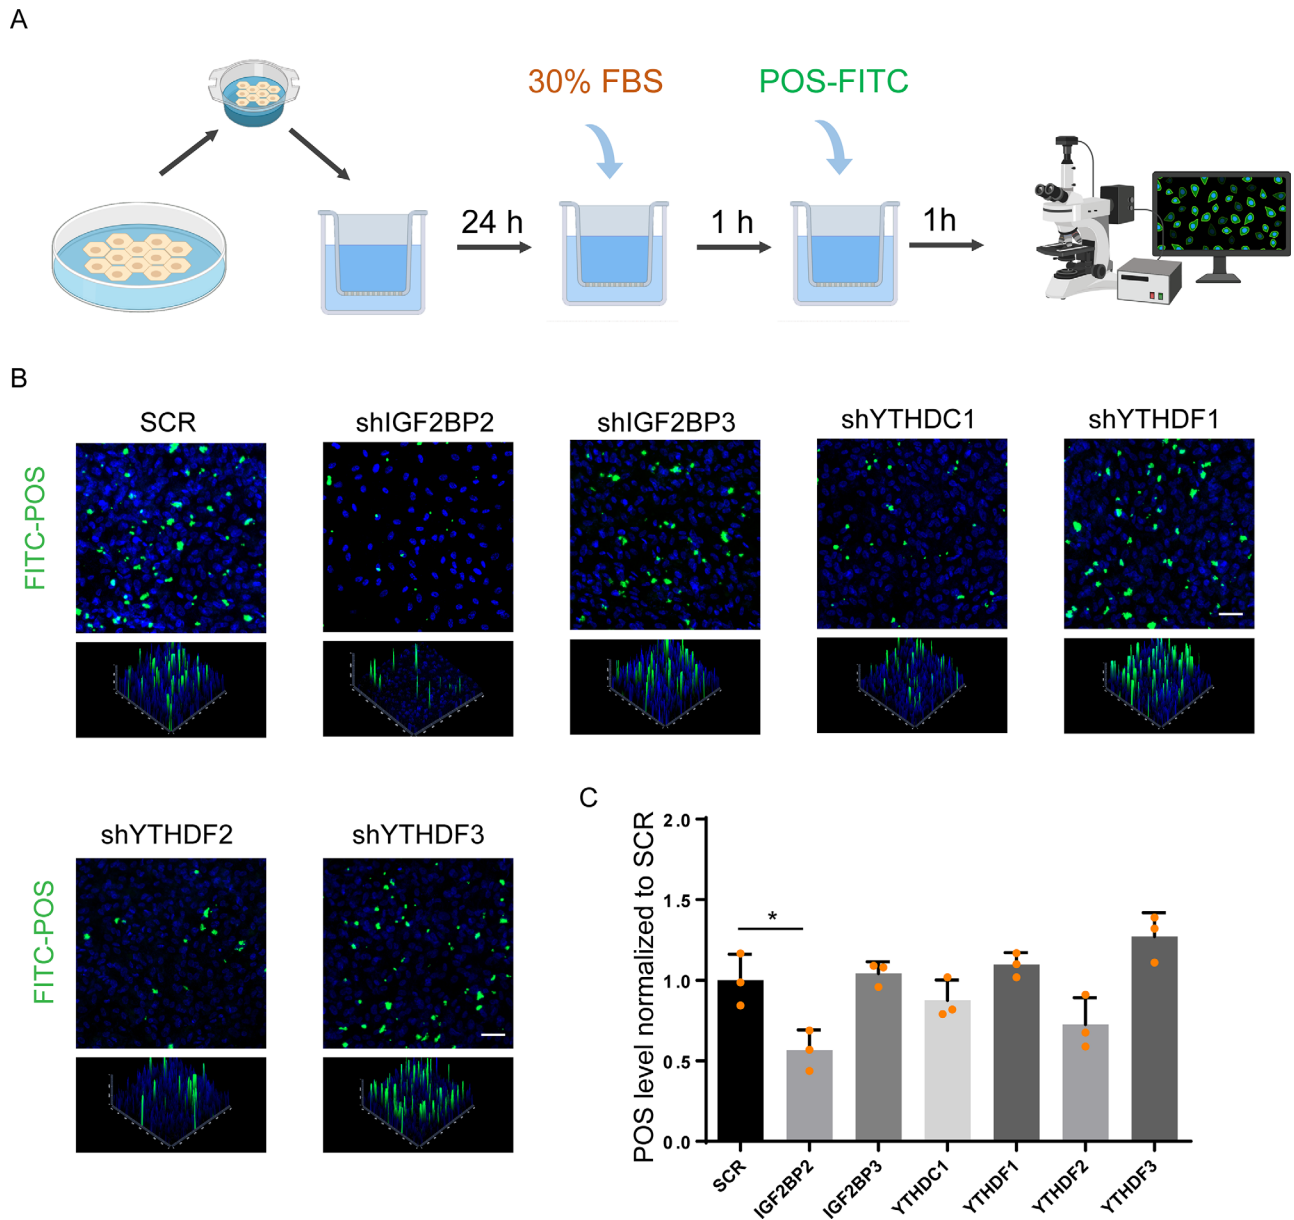 A
30% FBS
POS-FITC
24 h
1 h
1h
B
SCR
shIGF2BP2
shIGF2BP3
shYTHDC1
shYTHDF1
FITC-POS
shYTHDF2
shYTHDF3
FITC-POS
C
POS level normalized to SCR
2.0
1.5
1.0
0.5
0.0
*
SCR
IGF2BP2
IGF2BP3
YTHDC1
YTHDF1
YTHDF2
YTHDF3